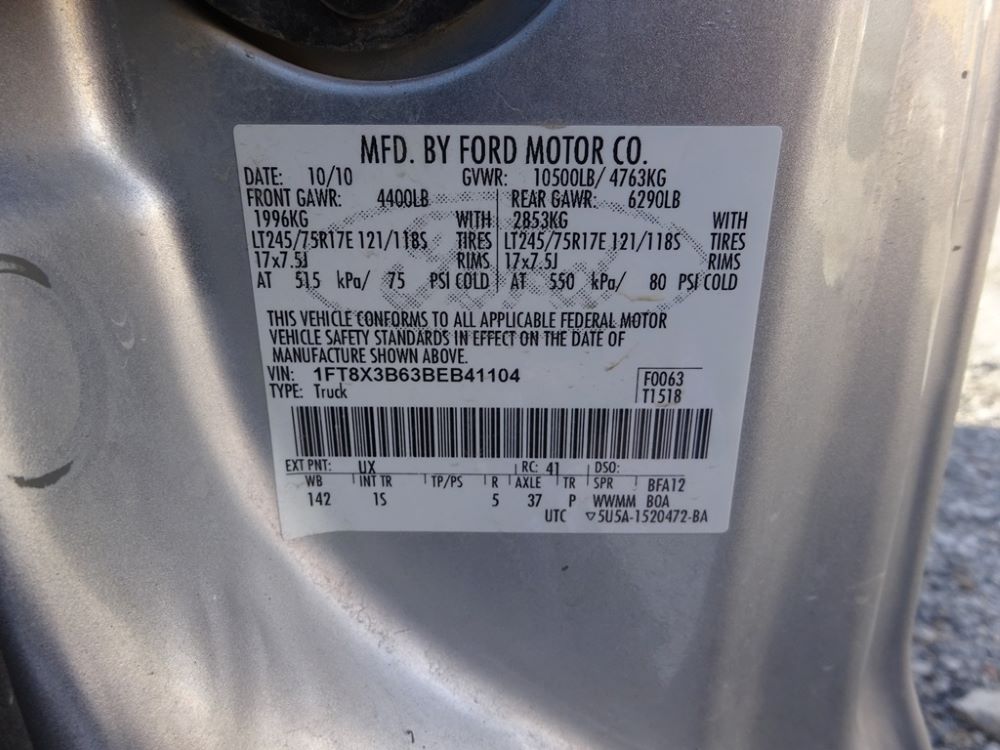 MFD. BY FORD MOTOR CO.
DATE: 10/10 GVWR: 10500LB/ 4763KG
FRONT GAWR: 4400LB REAR GAWR: 6290LB
1996KG WITH 2853KG WITH
LT245/75R17E 121/118S TIRES LT245/75R17E 121/118S TIRES
17x7.5J RIMS 17x7.5J RIMS
AT 515 kPa/ 75 PSI COLD AT 550 kPa/ 80 PSI COLD
THIS VEHICLE CONFORMS TO ALL APPLICABLE FEDERAL MOTOR
VEHICLE SAFETY STANDARDS IN EFFECT ON THE DATE OF
MANUFACTURE SHOWN ABOVE.
VIN: 1FT8X3B63BEB41104 F0063
TYPE: Truck T1518
EXT PNT: UX RC: 41 DSO:
WB INT TR TP/PS R AXLE TR SPR BFA12
142 1S 5 37 P WWMM BOA
UTC ▽5U5A-1520472-BA